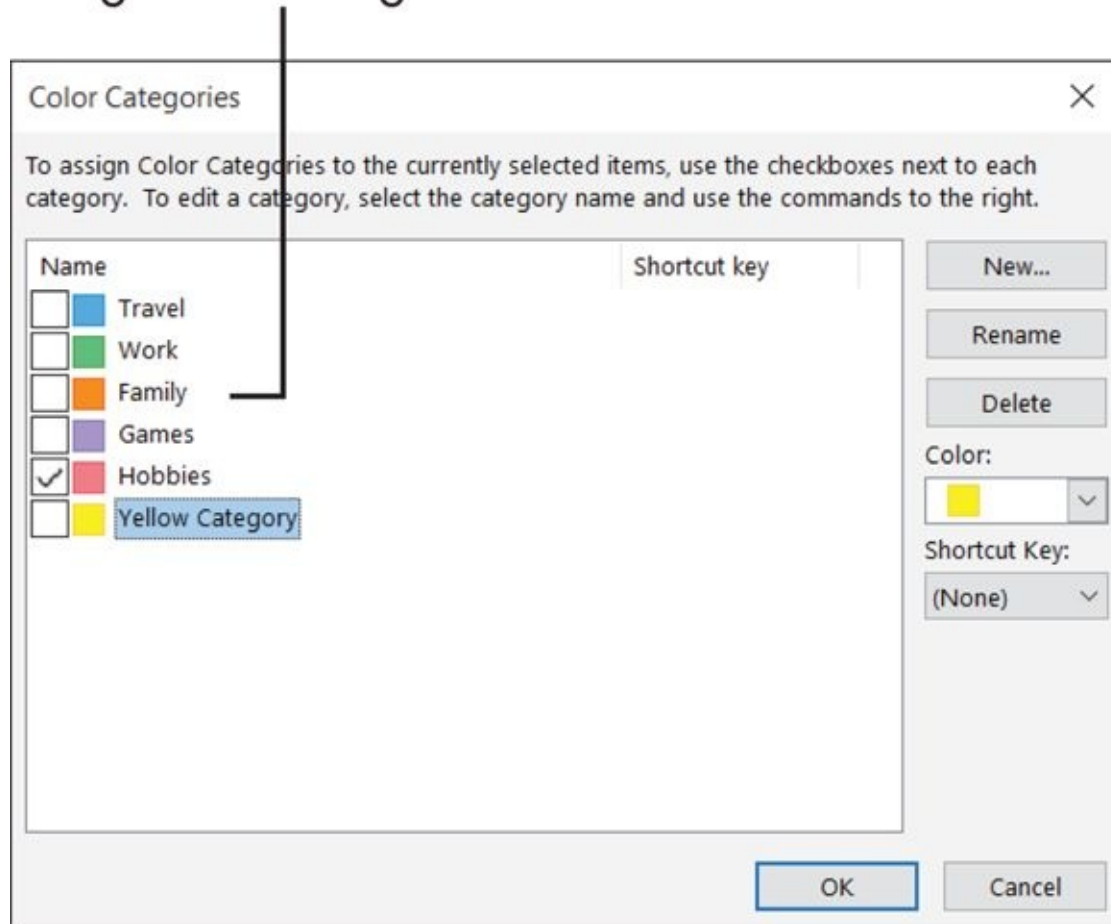 Color Categories
To assign Color Categories to the currently selected items, use the checkboxes next to each
category. To edit a category, select the category name and use the commands to the right.
Name Shortcut key
Travel
Work
Family
Games
Hobbies
Yellow Category
New...
Rename
Delete
Color:
Shortcut Key:
(None)
OK Cancel